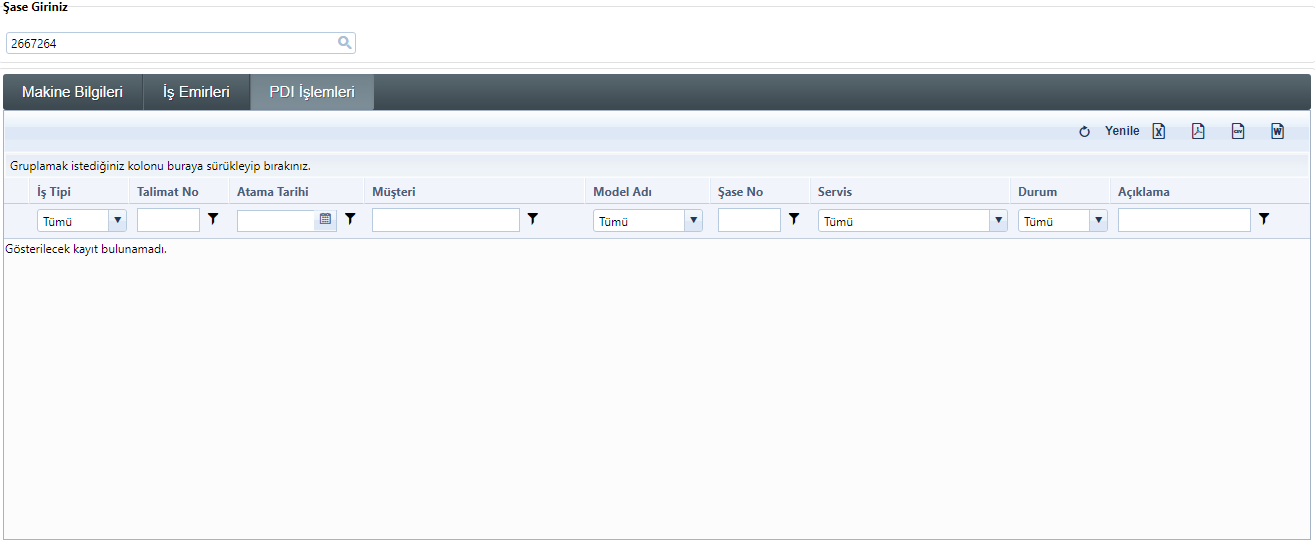 Şase Giriniz
2667264
Makine Bilgileri İş Emirleri PDI İşlemleri
Yenile
Gruplamak istediğiniz kolonu buraya sürükleyip bırakınız.
İş Tipi Talimat No Atama Tarihi Müşteri Model Adı Şase No Servis Durum Açıklama
Tümü Tümü Tümü Tümü
Gösterilecek kayıt bulunamadı.